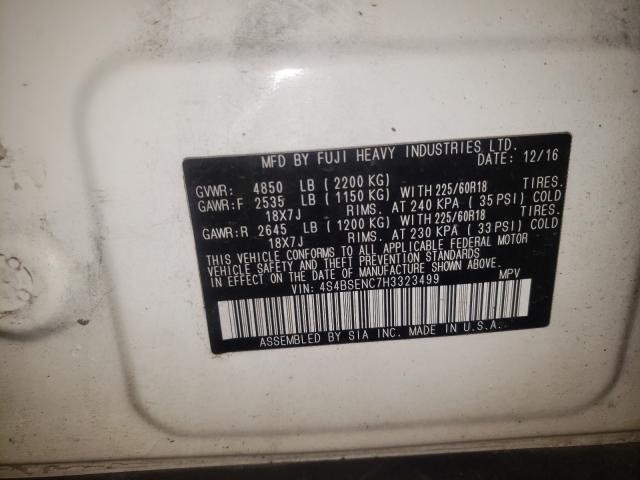 MFD BY FUJI HEAVY INDUSTRIES LTD.
DATE: 12/16
GVWR: 4850 LB ( 2200 KG)
GAWR:F 2535 LB ( 1150 KG) WITH 225/60R18 TIRES.
18X7J RIMS. AT 240 KPA ( 35 PSI) COLD
GAWR:R 2645 LB ( 1200 KG) WITH 225/60R18 TIRES.
18X7J RIMS. AT 230 KPA ( 33 PSI) COLD
THIS VEHICLE CONFORMS TO ALL APPLICABLE FEDERAL MOTOR
VEHICLE SAFETY AND THEFT PREVENTION STANDARDS
IN EFFECT ON THE DATE OF MANUFACTURE SHOWN ABOVE.
VIN: 4S4BSENC7H3323499 MPV
ASSEMBLED BY SIA INC. MADE IN U.S.A.